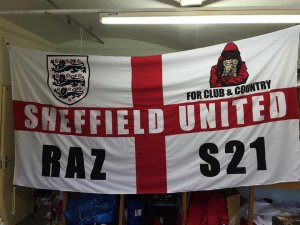 FOR CLUB & COUNTRY
SHEFFIELD UNITED
RAZ S21